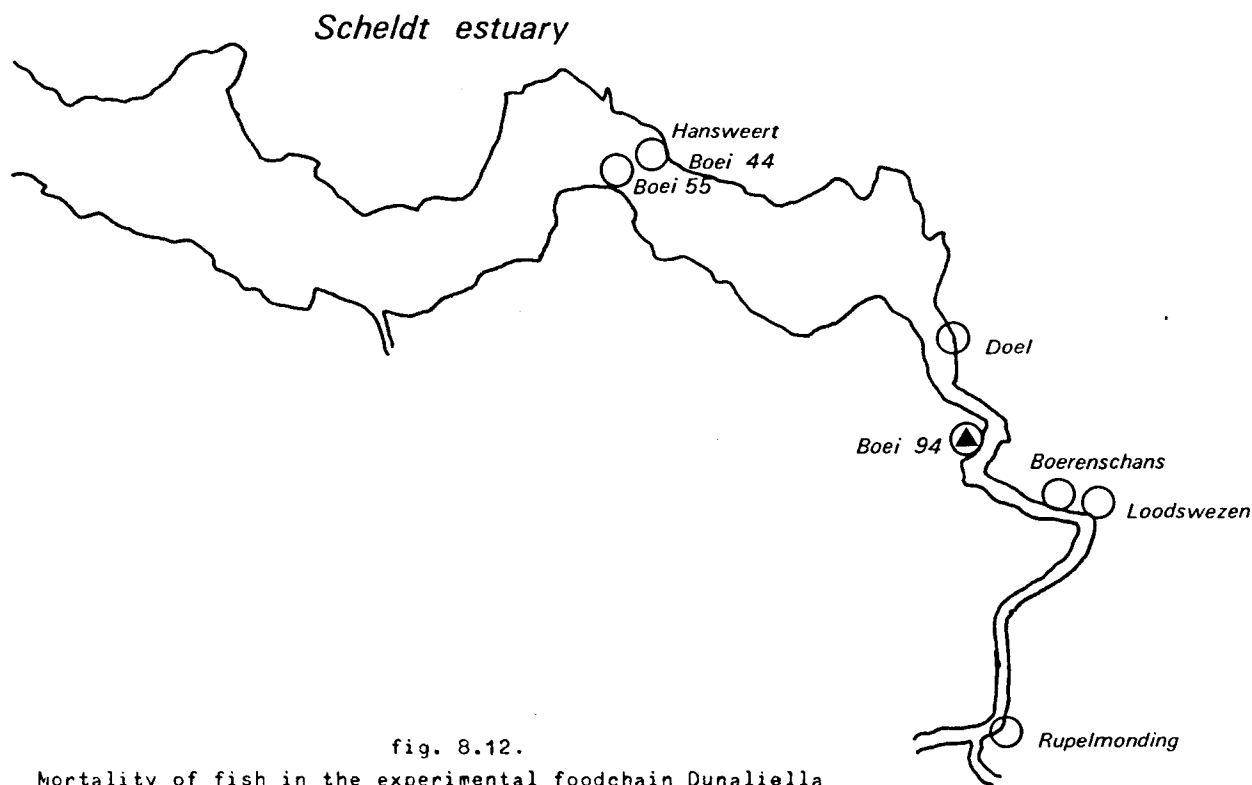 Scheldt estuary
Hansweert
Boei 44
Boei 55
Doel
Boei 94
Boerenschans
Loodswezen
Rupelmonding
fig. 8.12.
Mortality of fish in the experimental foodchain Dunaliella